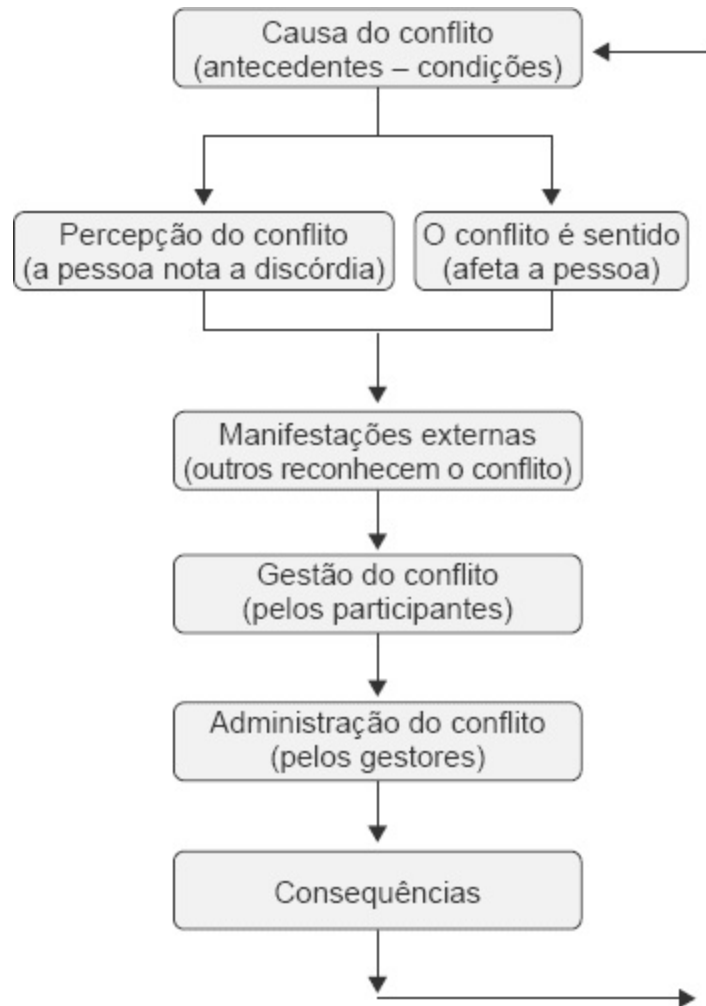 Causa do conflito
(antecedentes – condições)
Percepção do conflito
(a pessoa nota a discórdia)
O conflito é sentido
(afeta a pessoa)
Manifestações externas
(outros reconhecem o conflito)
Gestão do conflito
(pelos participantes)
Administração do conflito
(pelos gestores)
Consequências